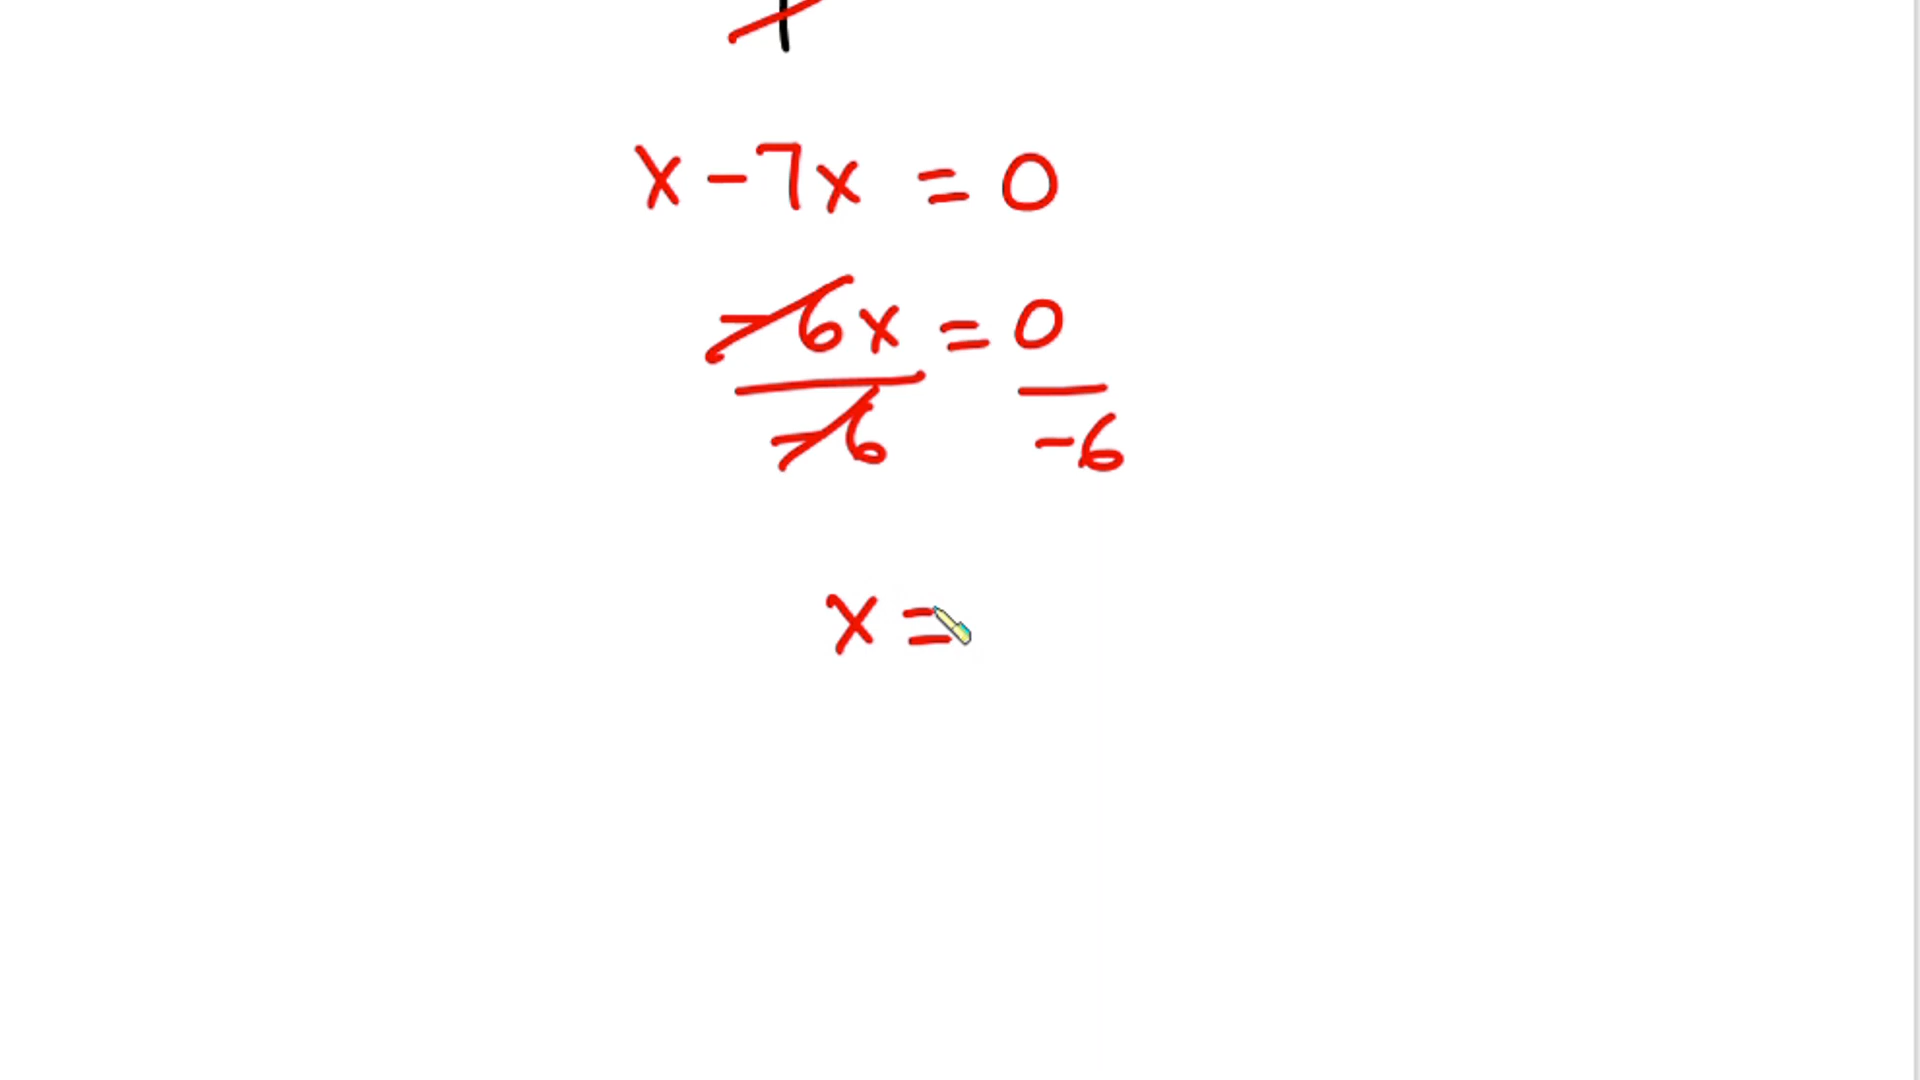 x - 7x = 0
-6x = 0
-6 -6
x =